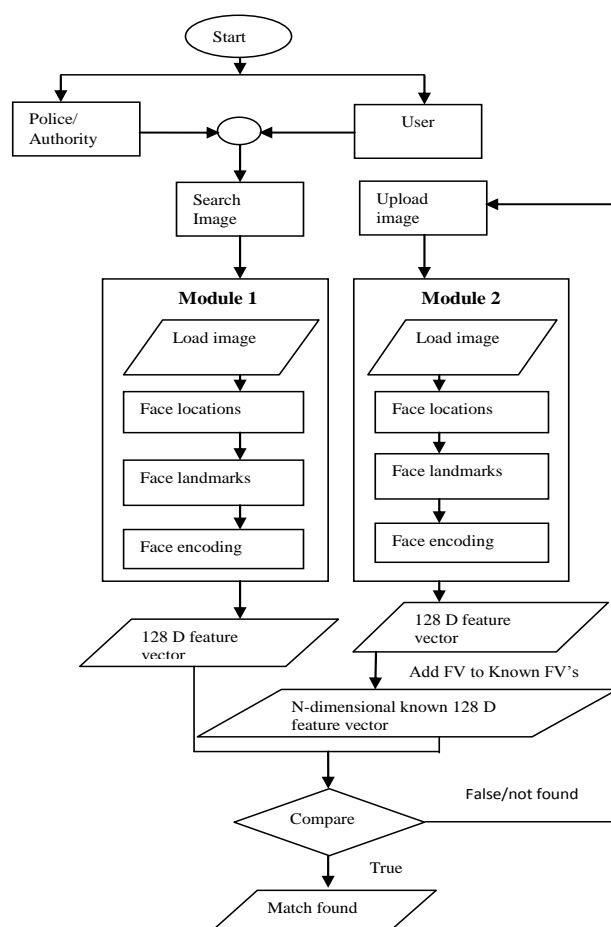 Start
Police/
Authority
User
Search
Image
Upload
image
Module 1
Load image
Face locations
Face landmarks
Face encoding
Module 2
Load image
Face locations
Face landmarks
Face encoding
128 D feature
vector
128 D feature
vector
Add FV to Known FV's
N-dimensional known 128 D
feature vector
Compare
False/not found
True
Match found